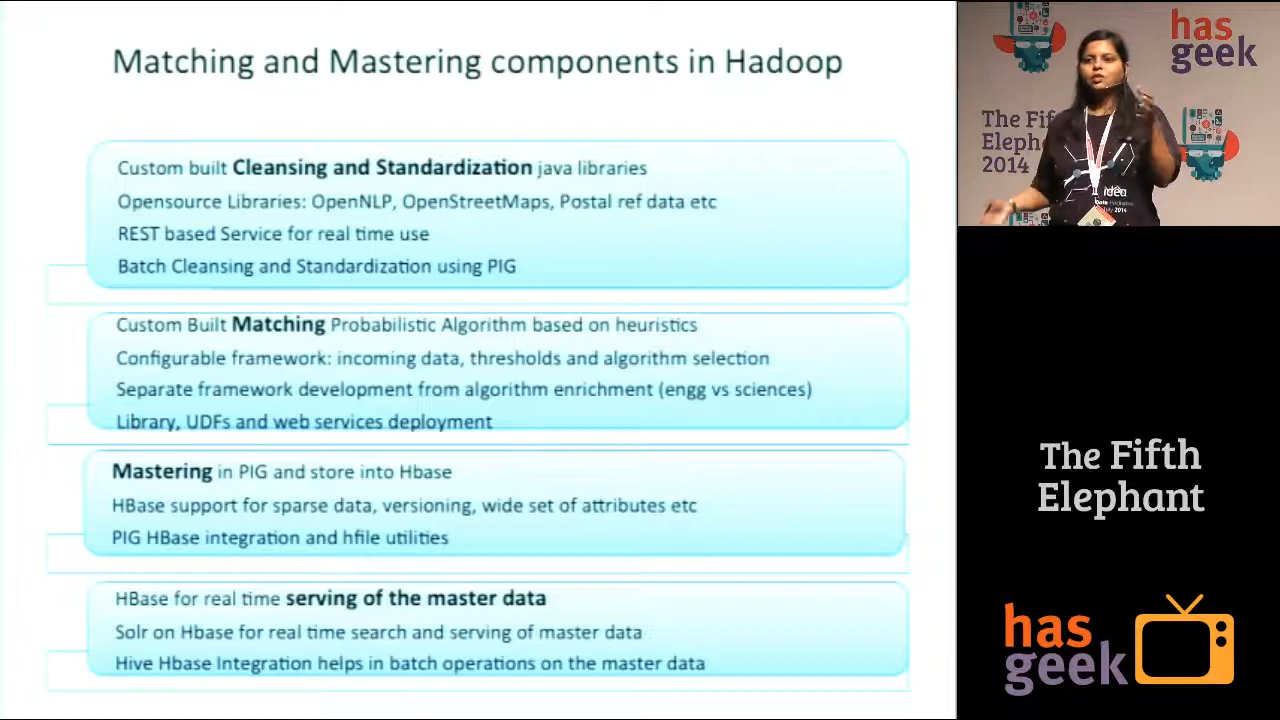 Matching and Mastering components in Hadoop
Custom built Cleansing and Standardization java libraries
Opensource Libraries: OpenNLP, OpenStreetMaps, Postal ref data etc
REST based Service for real time use
Batch Cleansing and Standardization using PIG
Custom Built Matching Probabilistic Algorithm based on heuristics
Configurable framework: incoming data, thresholds and algorithm selection
Separate framework development from algorithm enrichment (engg vs sciences)
Library, UDFs and web services deployment
Mastering in PIG and store into Hbase
HBase support for sparse data, versioning, wide set of attributes etc
PIG HBase integration and hfile utilities
HBase for real time serving of the master data
Solr on Hbase for real time search and serving of master data
Hive Hbase Integration helps in batch operations on the master data
has
geek
The Fif
Eleph
2014
idea
July 2014
The Fifth
Elephant
has
geek